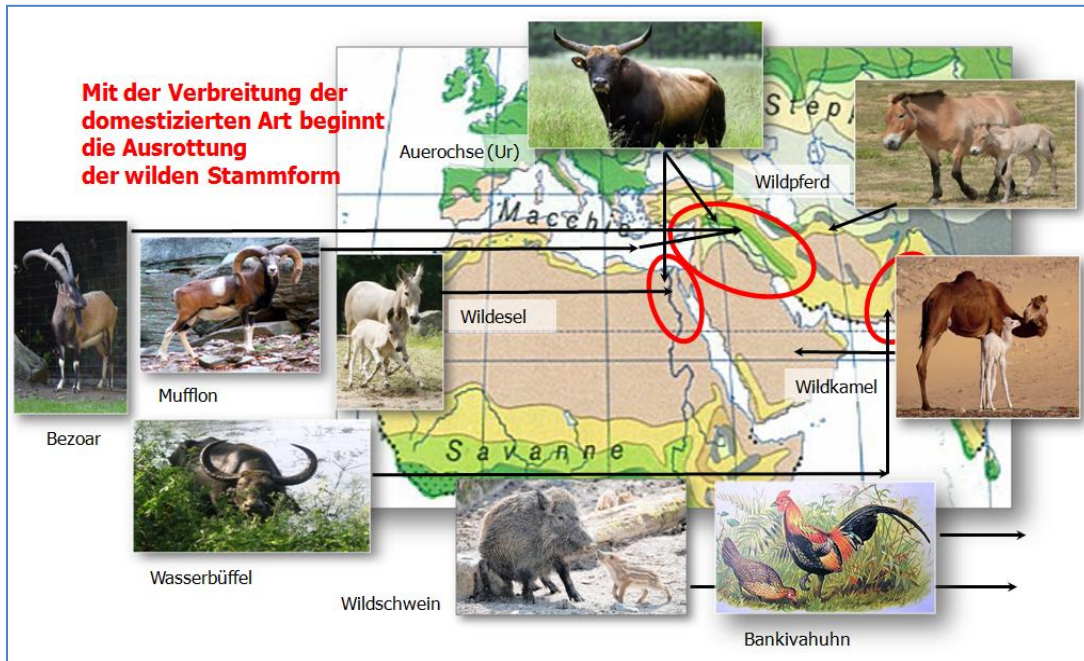 Mit der Verbreitung der
domestizierten Art beginnt
die Ausrottung
der wilden Stammform
Auerochse (Ur)
Stepp
Wildpferd
Macchie
Wildesel
Mufflon
Wildkamel
Bezoar
Savanne
Wasserbüffel
Wildschwein
Bankivahuhn